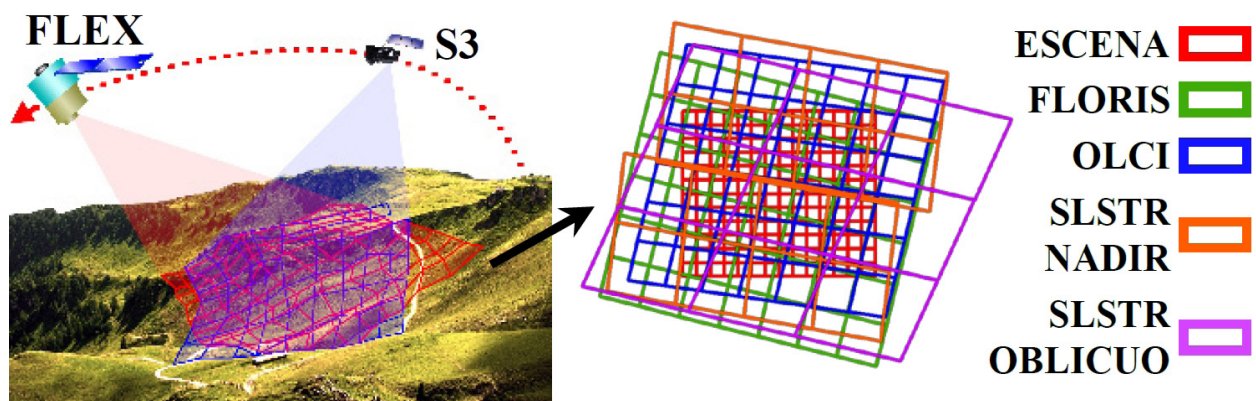 FLEX
S3
ESCENA
FLORIS
OLCI
SLSTR
NADIR
SLSTR
OBLICUO